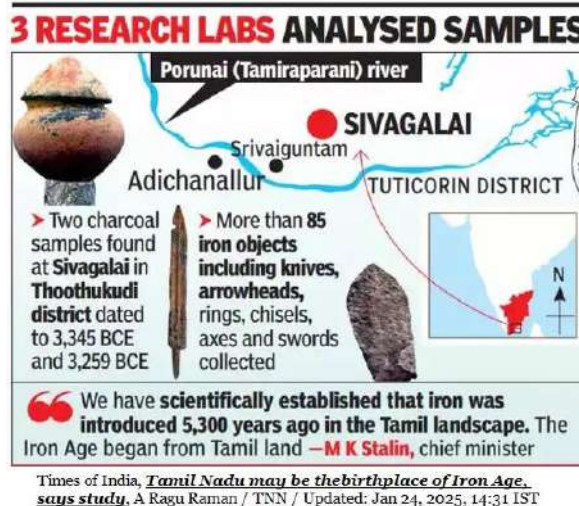 3 RESEARCH LABS ANALYSED SAMPLES
Porunai (Tamiraparani) river
SIVAGALAI
Srivaiguntam
Adichanallur
TUTICORIN DISTRICT
➤ Two charcoal
samples found
at Sivagalai in
Thoothukudi
district dated
to 3,345 BCE
and 3,259 BCE
➤ More than 85
iron objects
including knives,
arrowheads,
rings, chisels,
axes and swords
collected
N
“ We have scientifically established that iron was
introduced 5,300 years ago in the Tamil landscape. The
Iron Age began from Tamil land —M K Stalin, chief minister
Times of India, Tamil Nadu may be thebirthplace of Iron Age,
says study, A Ragu Raman / TNN / Updated: Jan 24, 2025, 14:31 IST